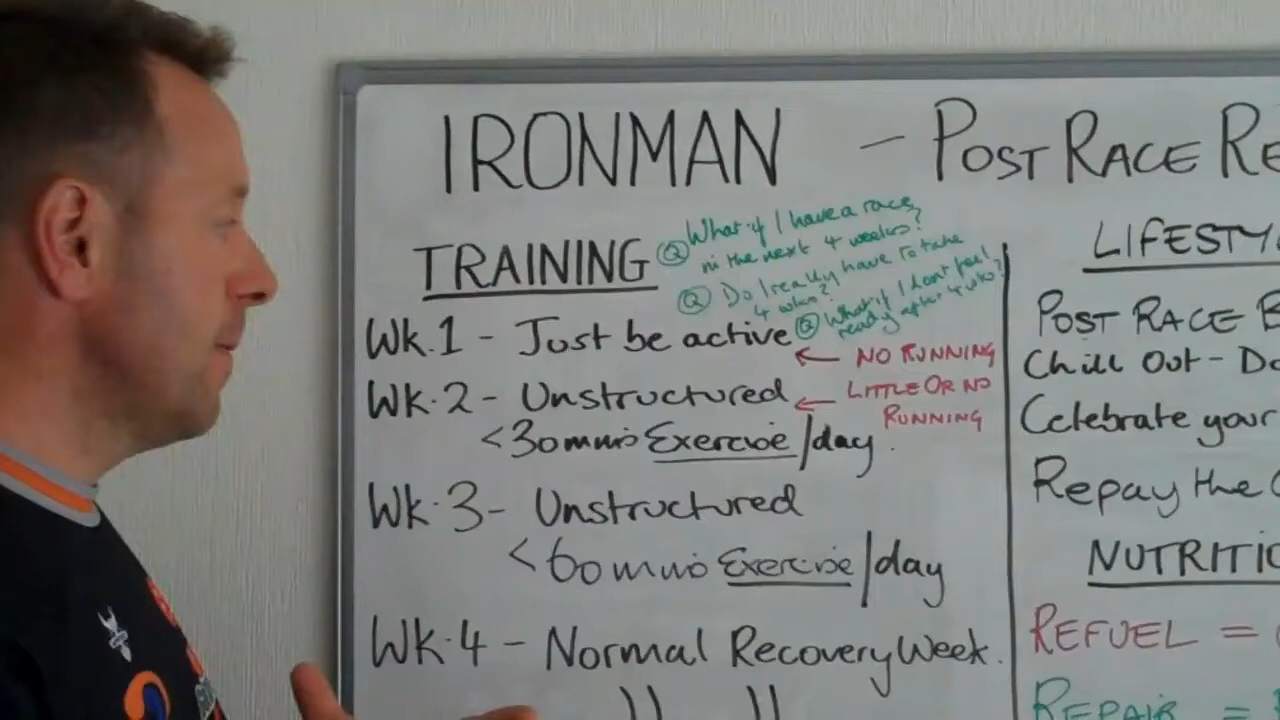 IRONMAN - POST RACE RE
TRAINING
Q What if I have a race
in the next 4 weeks?
Q Do I really have to take
4 wks?
Q What if I dont feel
ready after 4 wks?
Wk.1 - Just be active
← NO RUNNING
Wk.2 - Unstructured
← LITTLE OR NO
RUNNING
<30mins Exercise/day.
Wk.3 - Unstructured
<60mins Exercise/day
Wk.4 - Normal Recovery Week.
" "
LIFESTY
POST RACE B
Chill Out - Do
Celebrate your
Repay the
NUTRITIO
REFUEL =
REPAIR =